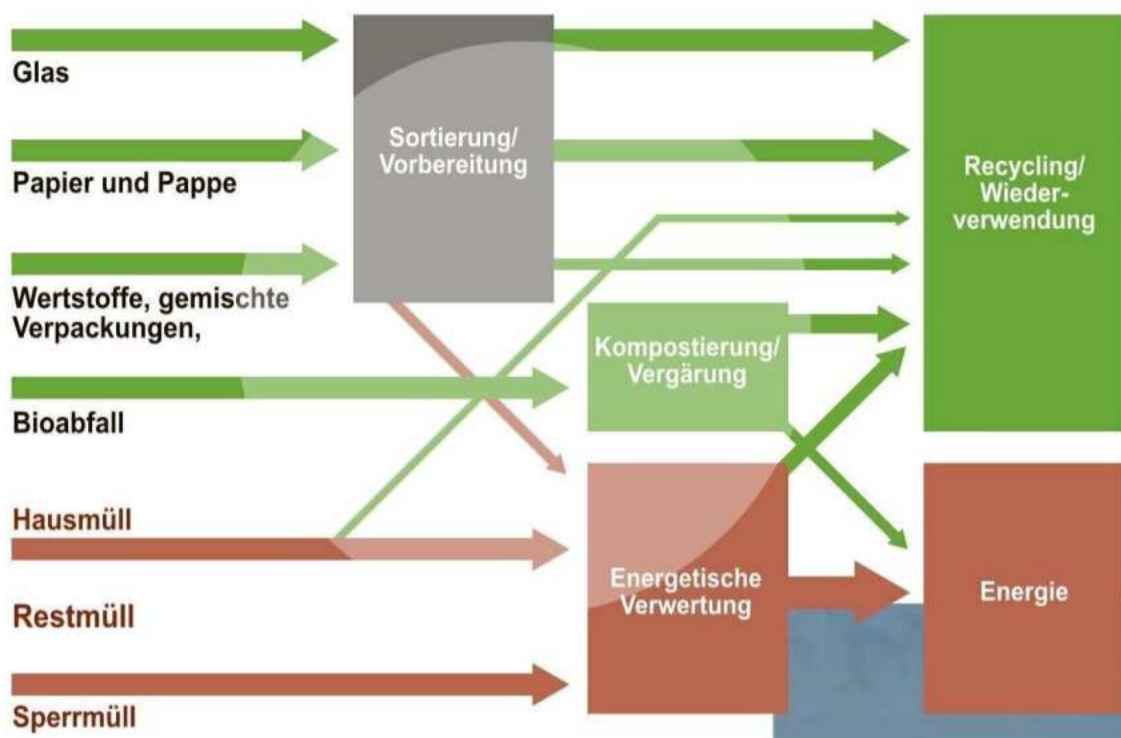 Glas
Sortierung/
Vorbereitung
Papier und Pappe
Recycling/
Wieder-
verwendung
Wertstoffe, gemischte
Verpackungen,
Kompostierung/
Vergärung
Bioabfall
Hausmüll
Energetische
Verwertung
Energie
Restmüll
Sperrmüll